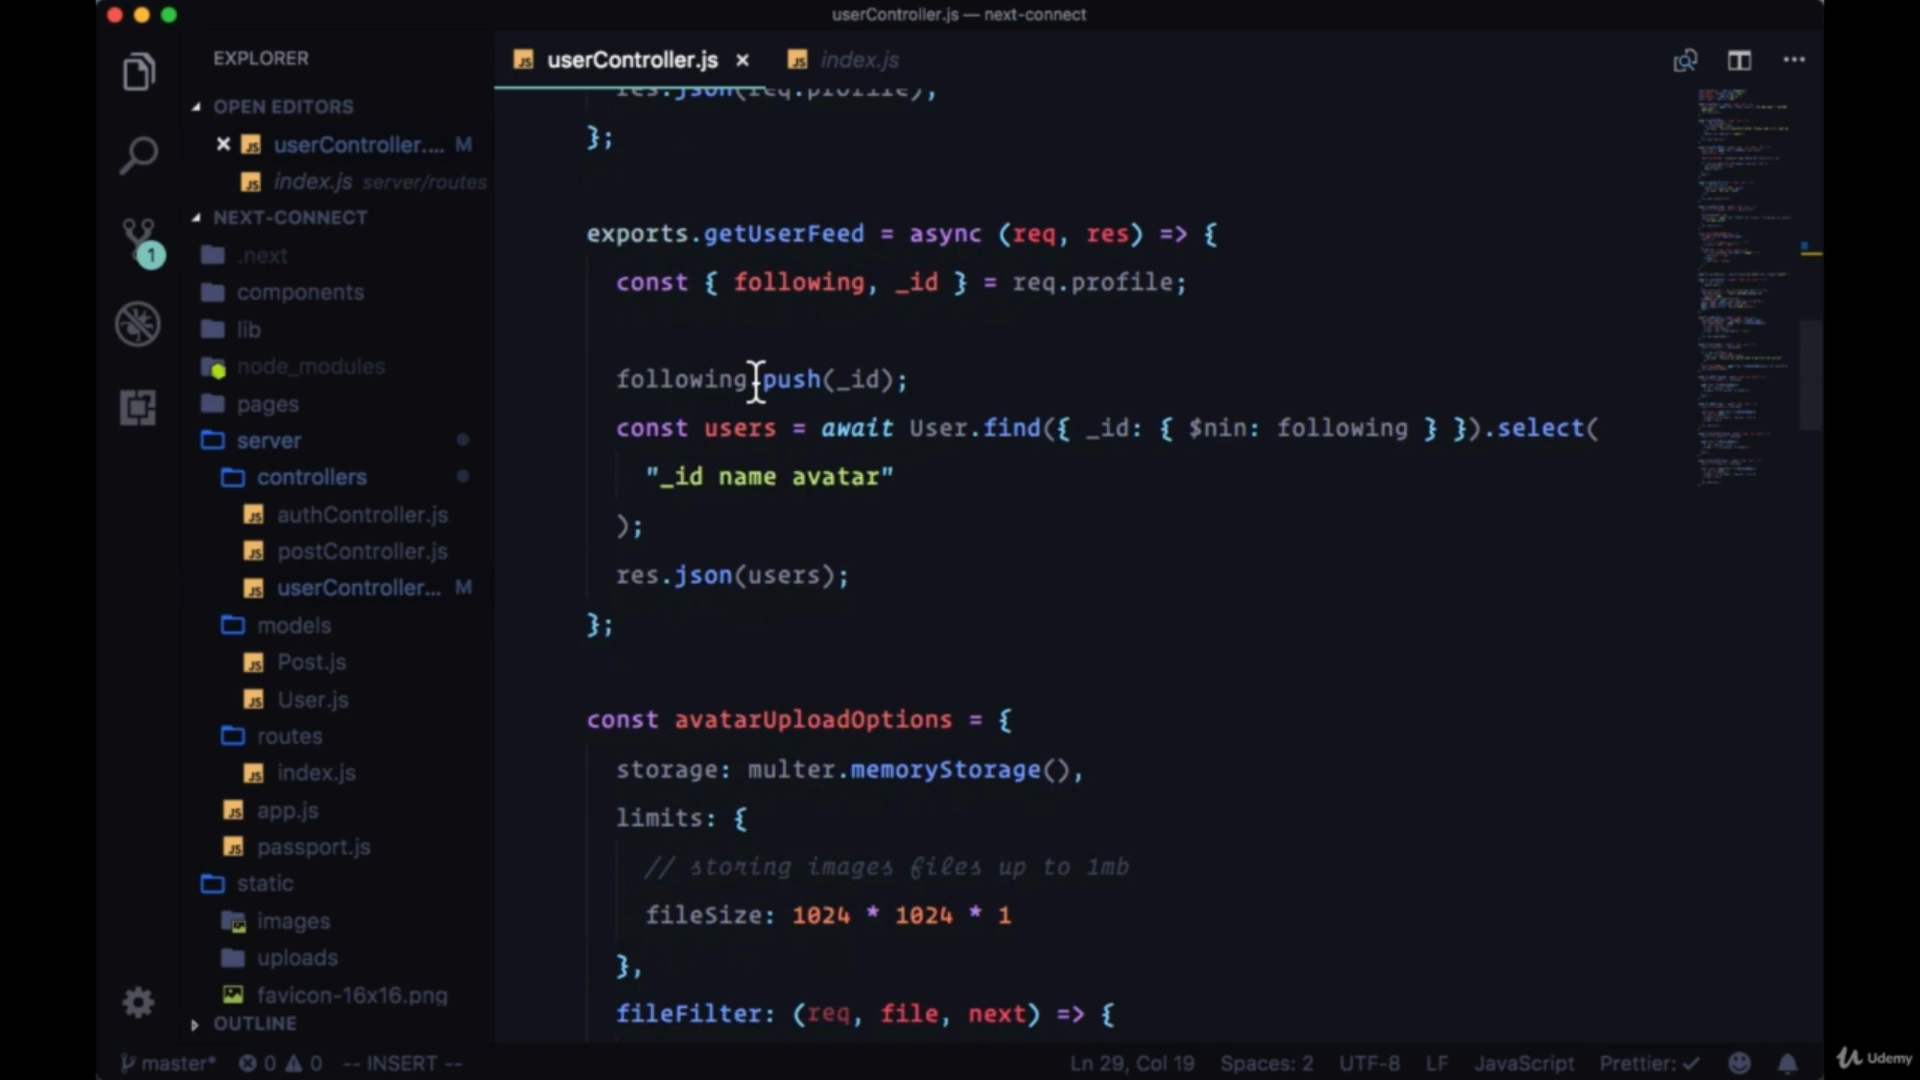 userController.js — next-connect
EXPLORER
OPEN EDITORS
userController.... M
index.js server/routes
NEXT-CONNECT
1
.next
components
lib
node_modules
pages
server
controllers
authController.js
postController.js
userController... M
models
Post.js
User.js
routes
index.js
app.js
passport.js
static
images
uploads
favicon-16x16.png
OUTLINE
userController.js
index.js
res.json(req.profile);
};
exports.getUserFeed = async (req, res) => {
const { following, _id } = req.profile;
following.push(_id);
const users = await User.find({ _id: { $nin: following } }).select(
"_id name avatar"
);
res.json(users);
};
const avatarUploadOptions = {
storage: multer.memoryStorage(),
limits: {
// storing images files up to 1mb
fileSize: 1024 * 1024 * 1
},
fileFilter: (req, file, next) => {
master* 0 0 -- INSERT -- Ln 29, Col 19 Spaces: 2 UTF-8 LF JavaScript Prettier: ✓
Udemy